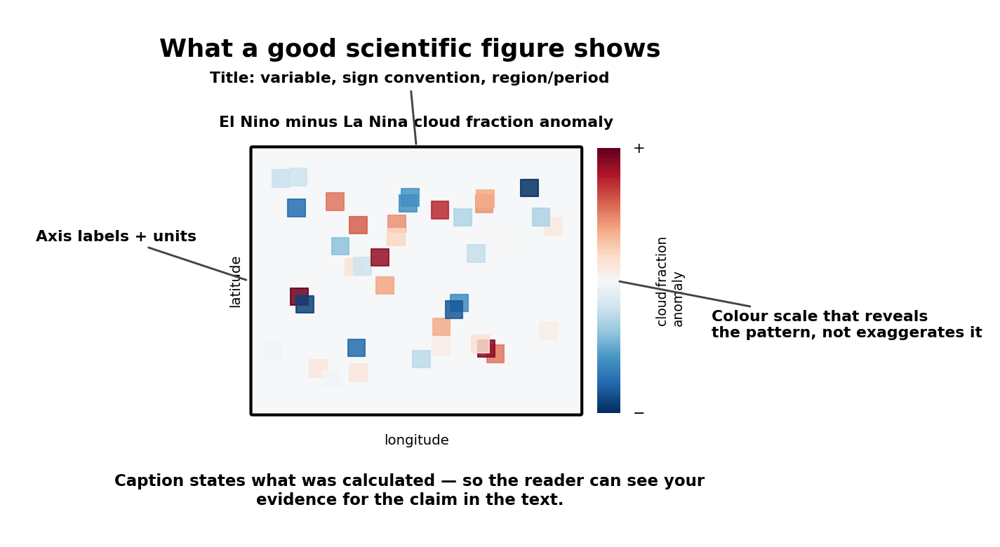 What a good scientific figure shows
Title: variable, sign convention, region/period
El Nino minus La Nina cloud fraction anomaly
+
Axis labels + units
latitude
cloud fraction
anomaly
Colour scale that reveals
the pattern, not exaggerates it
−
longitude
Caption states what was calculated — so the reader can see your
evidence for the claim in the text.